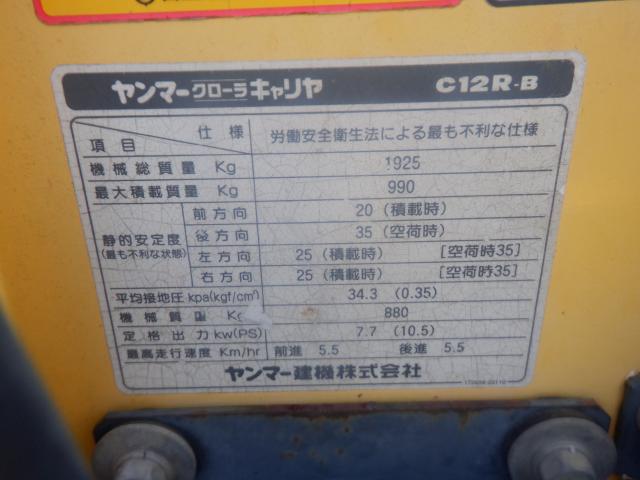 ヤンマークローラキャリヤ C12R-B
項目 仕様 労働安全衛生法による最も不利な仕様
機械総質量 Kg 1925
最大積載質量 Kg 990
静的安定度 (最も不利な状態)
前方向 20 (積載時)
後方向 35 (空荷時)
左方向 25 (積載時) [空荷時35]
右方向 25 (積載時) [空荷時35]
平均接地圧 kpa(kgf/cm²) 34.3 (0.35)
機械質量 Kg 880
定格出力 kw(PS) 7.7 (10.5)
最高走行速度 Km/hr 前進 5.5 後進 5.5
ヤンマー建機株式会社